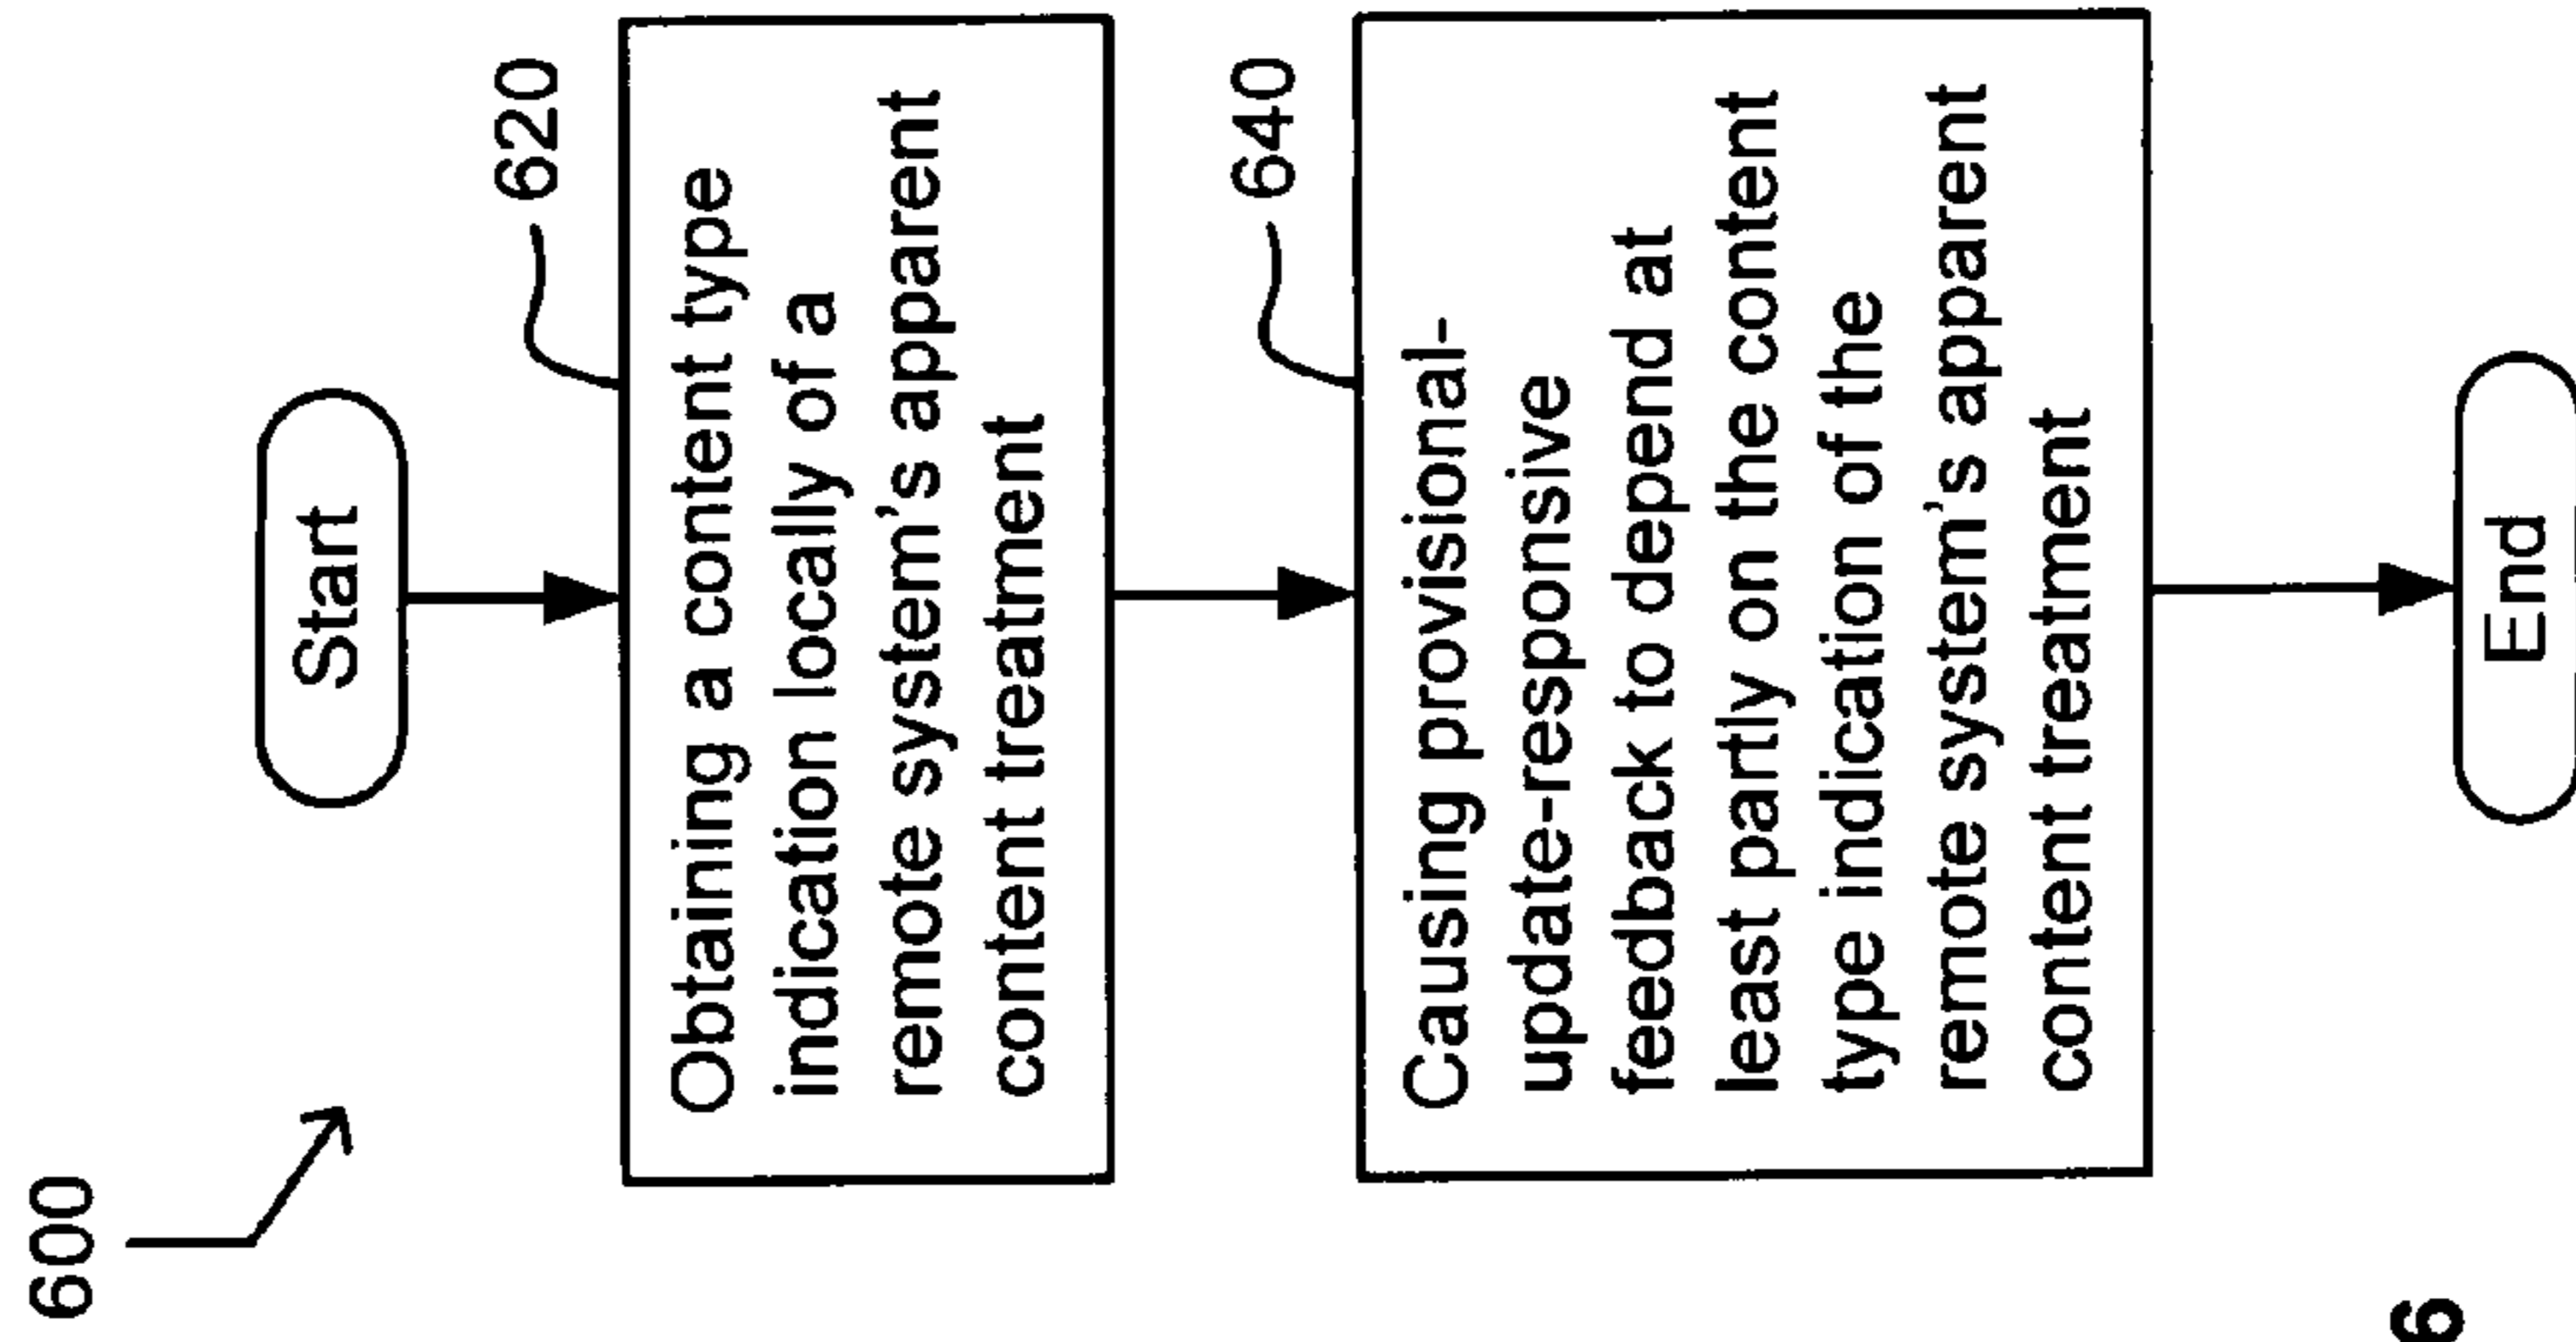 600
Start
620
Obtaining a content type
indication locally of a
remote system's apparent
content treatment
640
Causing provisional-
update-responsive
feedback to depend at
least partly on the content
type indication of the
remote system's apparent
content treatment
End
6